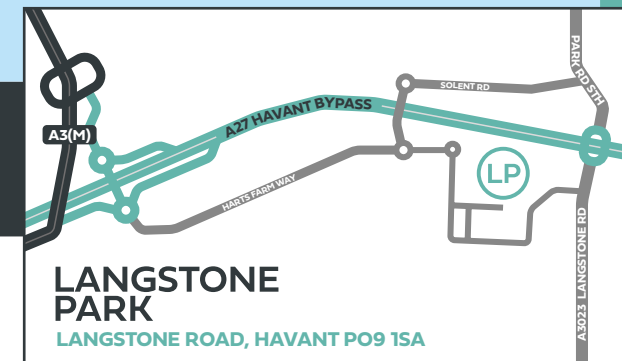 PARK RD STH
SOLENT RD
A27 HAVANT BYPASS
A3(M)
LP
HARTS FARM WAY
A3023 LANGSTONE RD
LANGSTONE
PARK
LANGSTONE ROAD, HAVANT PO9 1SA